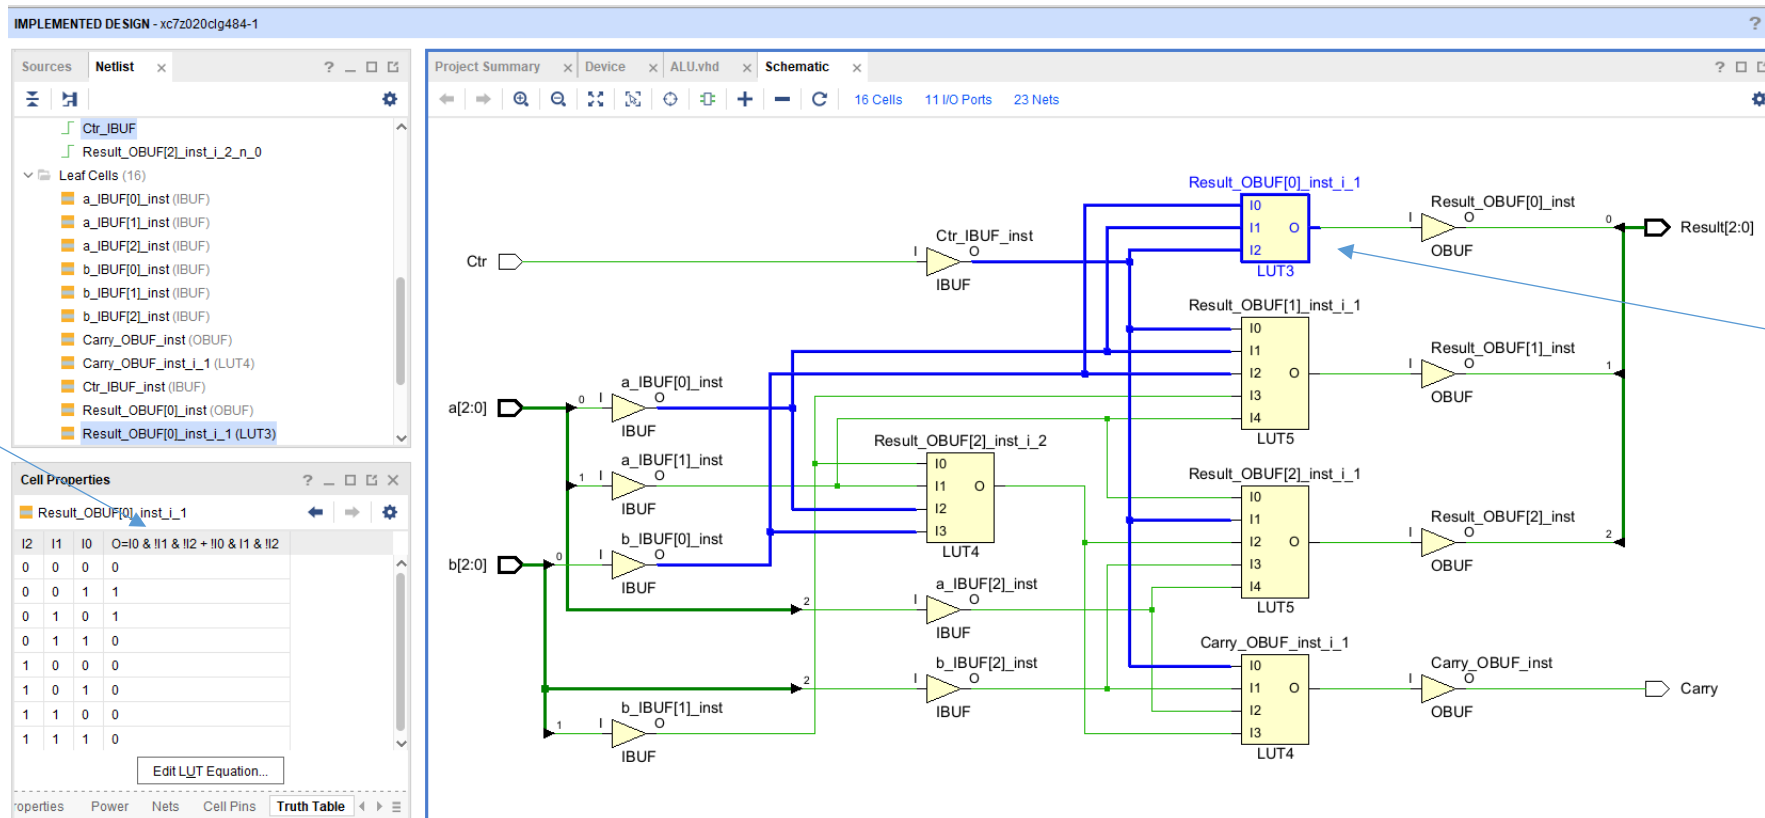 IMPLEMENTED DESIGN - xc7z020clg484-1
?
Sources Netlist ×
?
Ctr_IBUF
Result_OBUF[2]_inst_i_2_n_0
Leaf Cells (16)
a_IBUF[0]_inst (IBUF)
a_IBUF[1]_inst (IBUF)
a_IBUF[2]_inst (IBUF)
b_IBUF[0]_inst (IBUF)
b_IBUF[1]_inst (IBUF)
b_IBUF[2]_inst (IBUF)
Carry_OBUF_inst (OBUF)
Carry_OBUF_inst_i_1 (LUT4)
Ctr_IBUF_inst (IBUF)
Result_OBUF[0]_inst (OBUF)
Result_OBUF[0]_inst_i_1 (LUT3)
Cell Properties
?
Result_OBUF[0]_inst_i_1
I2 I1 I0 O=I0 & !I1 & !I2 + !I0 & I1 & !I2
0 0 0 0
0 0 1 1
0 1 0 1
0 1 1 0
1 0 0 0
1 0 1 0
1 1 0 0
1 1 1 0
Edit LUT Equation...
roperties Power Nets Cell Pins Truth Table
Project Summary × Device × ALU.vhd × Schematic ×
?
16 Cells 11 I/O Ports 23 Nets
Result_OBUF[0]_inst_i_1
I0
I1 O
I2
LUT3
Result_OBUF[0]_inst
I O
OBUF
0
Result[2:0]
Ctr
Ctr_IBUF_inst
I O
IBUF
Result_OBUF[1]_inst_i_1
I0
I1
I2 O
I3
I4
LUT5
Result_OBUF[1]_inst
I O
OBUF
1
a[2:0]
0
a_IBUF[0]_inst
I O
IBUF
1
a_IBUF[1]_inst
I O
IBUF
Result_OBUF[2]_inst_i_2
I0
I1 O
I2
I3
LUT4
Result_OBUF[2]_inst_i_1
I0
I1
I2 O
I3
I4
LUT5
Result_OBUF[2]_inst
I O
OBUF
2
b[2:0]
0
b_IBUF[0]_inst
I O
IBUF
2
a_IBUF[2]_inst
I O
IBUF
2
b_IBUF[2]_inst
I O
IBUF
1
b_IBUF[1]_inst
I O
IBUF
Carry_OBUF_inst_i_1
I0
I1 O
I2
I3
LUT4
Carry_OBUF_inst
I O
OBUF
Carry